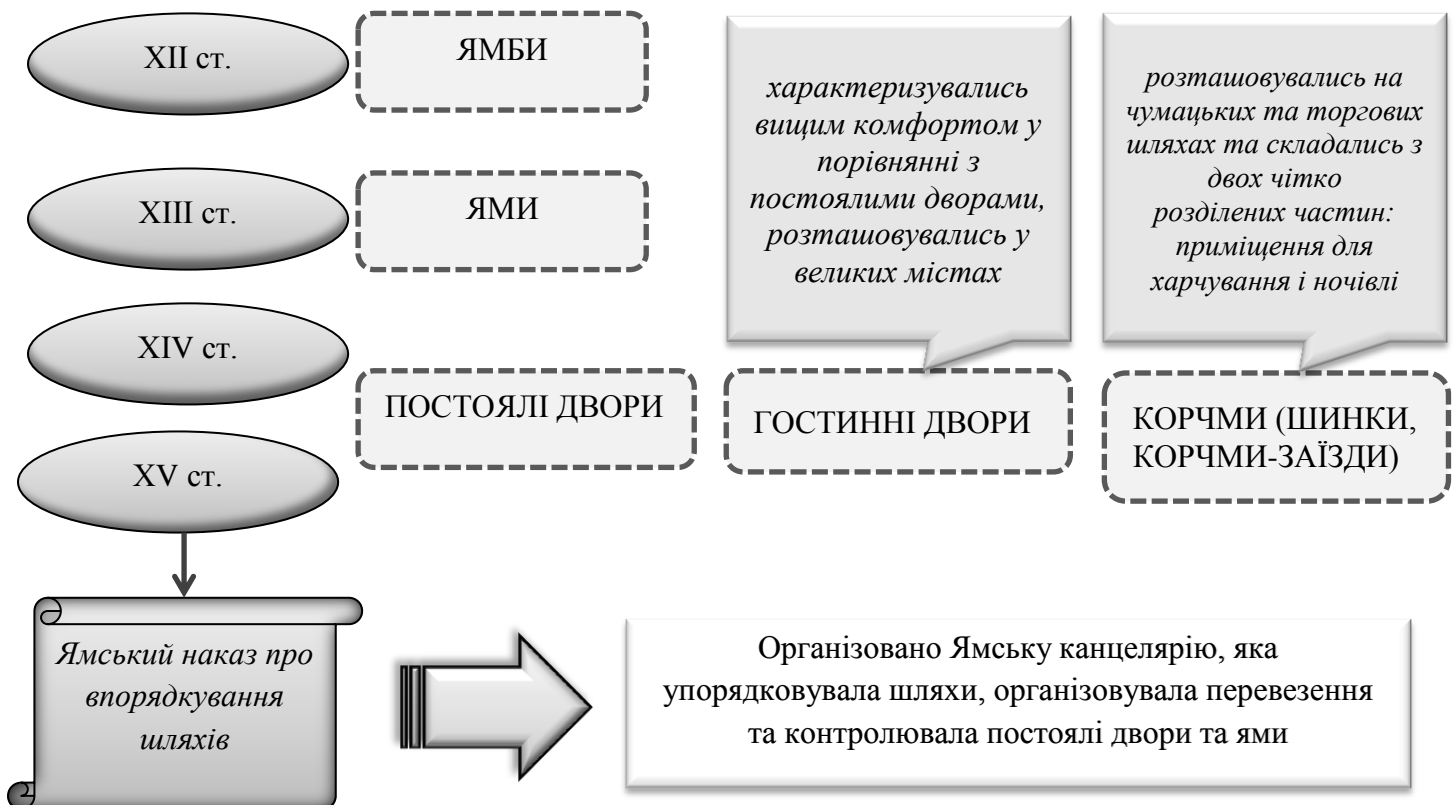 XII ст.
ЯМБИ
XIII ст.
ЯМИ
XIV ст.
XV ст.
характеризувались
вищим комфортом у
порівнянні з
постоялими дворами,
розташовувались у
великих містах
розташовувались на
чумацьких та торгових
шляхах та складались з
двох чітко
розділених частин:
приміщення для
харчування і ночівлі
ПОСТОЯЛІ ДВОРИ
ГОСТИННІ ДВОРИ
КОРЧМИ (ШИНКИ,
КОРЧМИ-ЗАЇЗДИ)
Ямський наказ про
впорядкування
шляхів
Організовано Ямську канцелярію, яка
упорядковувала шляхи, організовувала перевезення
та контролювала постоялі двори та ями